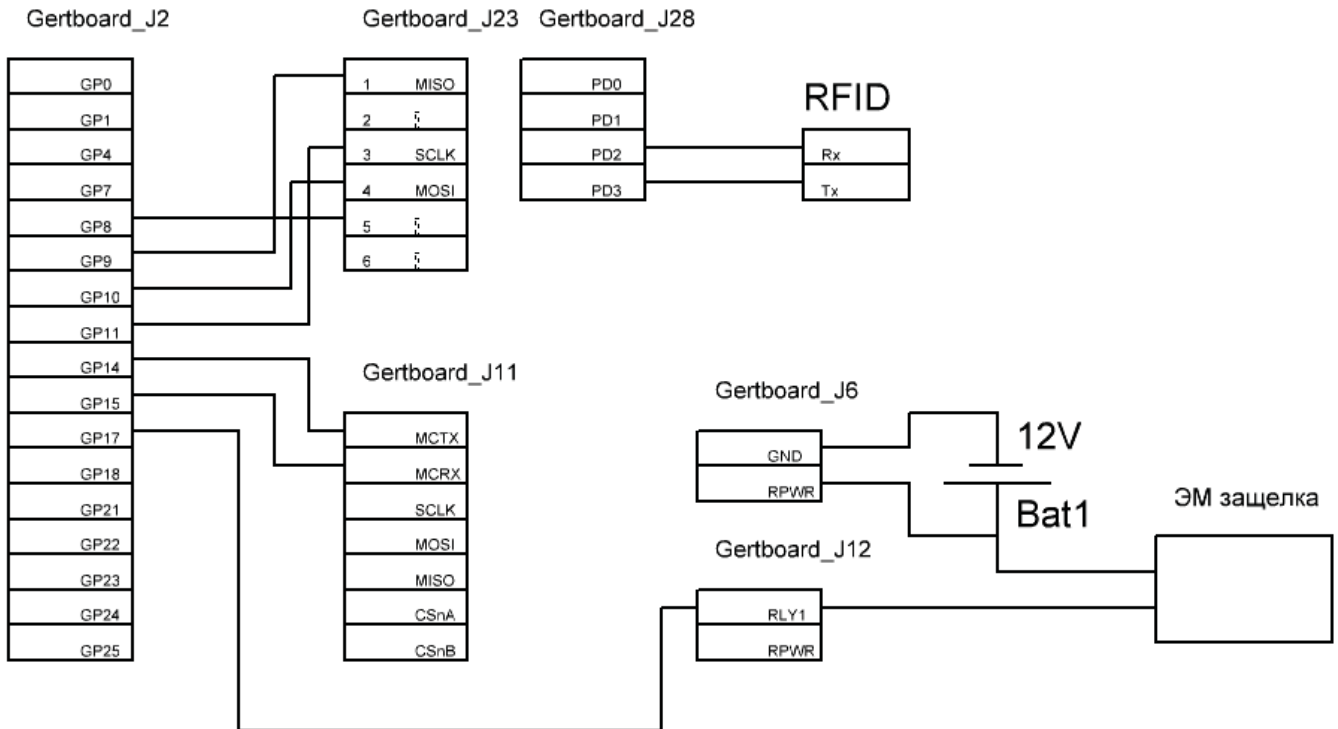 Gertboard_J2
GP0
GP1
GP4
GP7
GP8
GP9
GP10
GP11
GP14
GP15
GP17
GP18
GP21
GP22
GP23
GP24
GP25
Gertboard_J23
1 MISO
2
3 SCLK
4 MOSI
5
6
Gertboard_J28
PD0
PD1
PD2
PD3
RFID
Rx
Tx
Gertboard_J11
MCTX
MCRX
SCLK
MOSI
MISO
CSnA
CSnB
Gertboard_J6
GND
RPWR
12V
Bat1
Gertboard_J12
RLY1
RPWR
ЭМ защелка